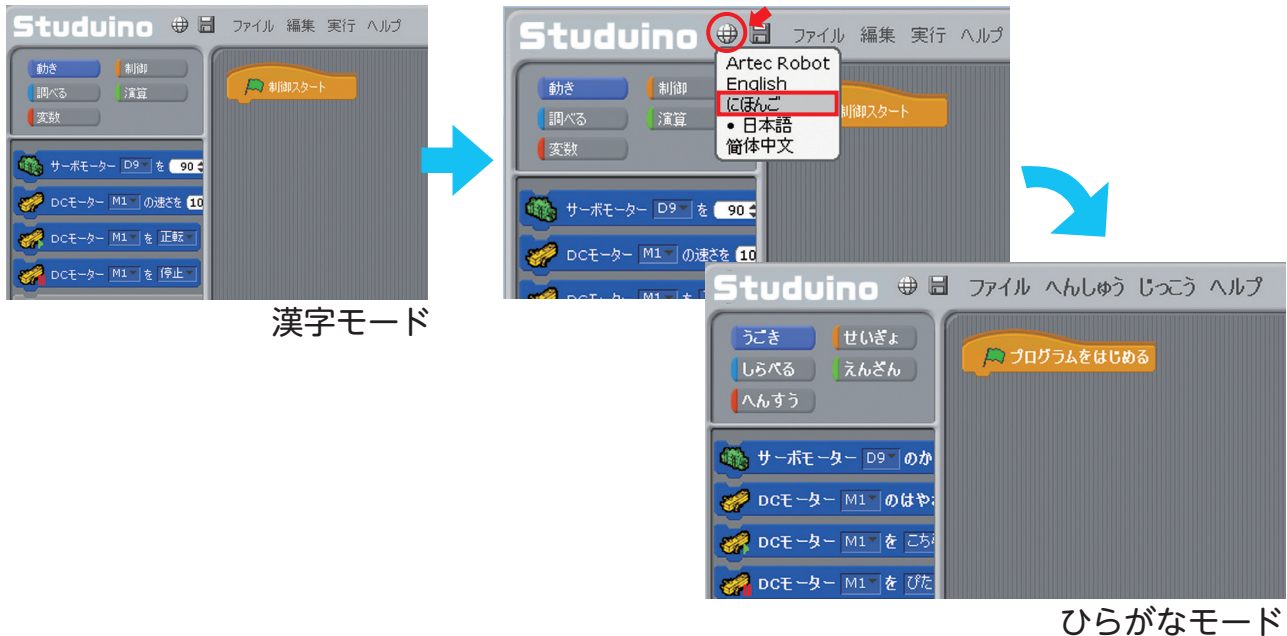 Studuino ファイル 編集 実行 ヘルプ
動き 制御
調べる 演算
変数
制御スタート
サーボモーター D9 を 90
DCモーター M1 の速さを 10
DCモーター M1 を 正転
DCモーター M1 を 停止
漢字モード
Studuino ファイル 編集 実行 ヘルプ
Artec Robot
English
にほんご
• 日本語
简体中文
動き 制御
調べる 演算
変数
制御スタート
サーボモーター D9 を 90
DCモーター M1 の速さを 10
DCモーター M1
Studuino ファイル へんしゅう じっこう ヘルプ
うごき せいぎょ
しらべる えんざん
へんすう
プログラムをはじめる
サーボモーター D9 のか
DCモーター M1 のはや
DCモーター M1 を こち
DCモーター M1 を ぴた
ひらがなモード